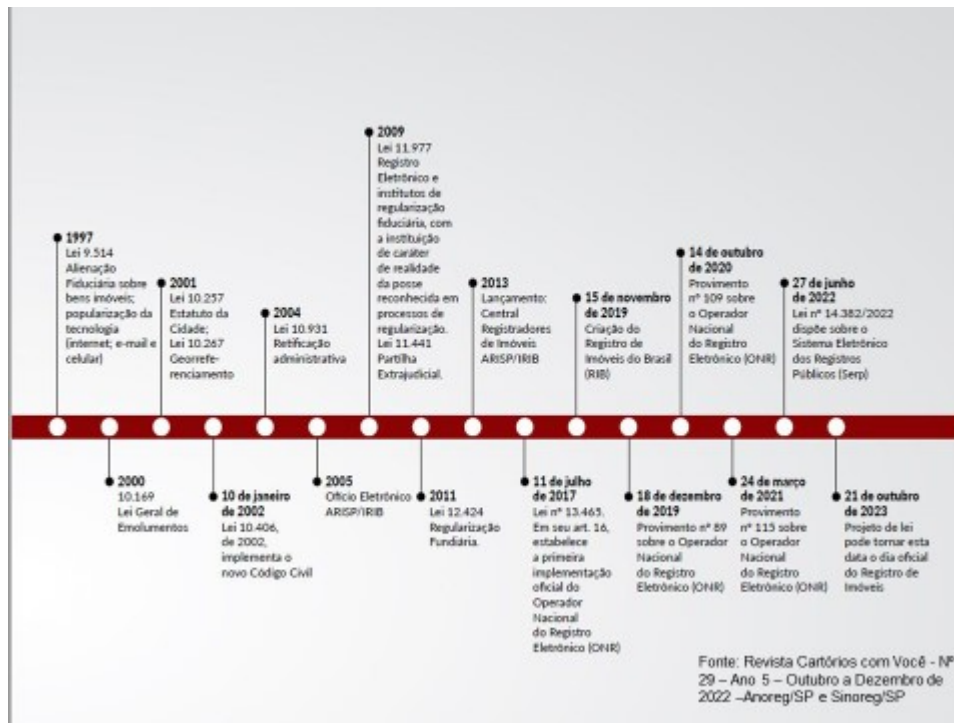 1997
Lei 9.514
Alienação
Fiduciária sobre
bens imóveis;
popularização da
tecnologia
(internet; e-mail e
celular)
2000
10.169
Lei Geral de
Emolumentos
2001
Lei 10.257
Estatuto da
Cidade;
Lei 10.267
Georrefe-
renciamento
10 de janeiro
de 2002
Lei 10.406,
de 2002,
implementa o
novo Código Civil
2004
Lei 10.931
Retificação
administrativa
2005
Ofício Eletrônico
ARISP/IRIB
2009
Lei 11.977
Registro
Eletrônico e
institutos de
regularização
fiduciária, com
a instituição
de caráter
de realidade
da posse
reconhecida em
processos de
regularização.
Lei 11.441
Partilha
Extrajudicial.
2011
Lei 12.424
Regularização
Fundiária.
2013
Lançamento:
Central
Registradores
de Imóveis
ARISP/IRIB
11 de julho
de 2017
Lei nº 13.465.
Em seu art. 16,
estabelece
a primeira
implementação
oficial do
Operador
Nacional
do Registro
Eletrônico (ONR)
15 de novembro
de 2019
Criação do
Registro de
Imóveis do Brasil
(RIB)
18 de dezembro
de 2019
Provimento nº 89
sobre o Operador
Nacional
do Registro
Eletrônico (ONR)
14 de outubro
de 2020
Provimento
nº 109 sobre
o Operador
Nacional
do Registro
Eletrônico (ONR)
24 de março
de 2021
Provimento
nº 115 sobre
o Operador
Nacional
do Registro
Eletrônico (ONR)
27 de junho
de 2022
Lei nº 14.382/2022
dispõe sobre o
Sistema Eletrônico
dos Registros
Públicos (Serp)
21 de outubro
de 2023
Projeto de lei
pode tornar esta
data o dia oficial
do Registro de
Imóveis
Fonte: Revista Cartórios com Você - Nº
29 – Ano 5 – Outubro a Dezembro de
2022 –Anoreg/SP e Sinoreg/SP